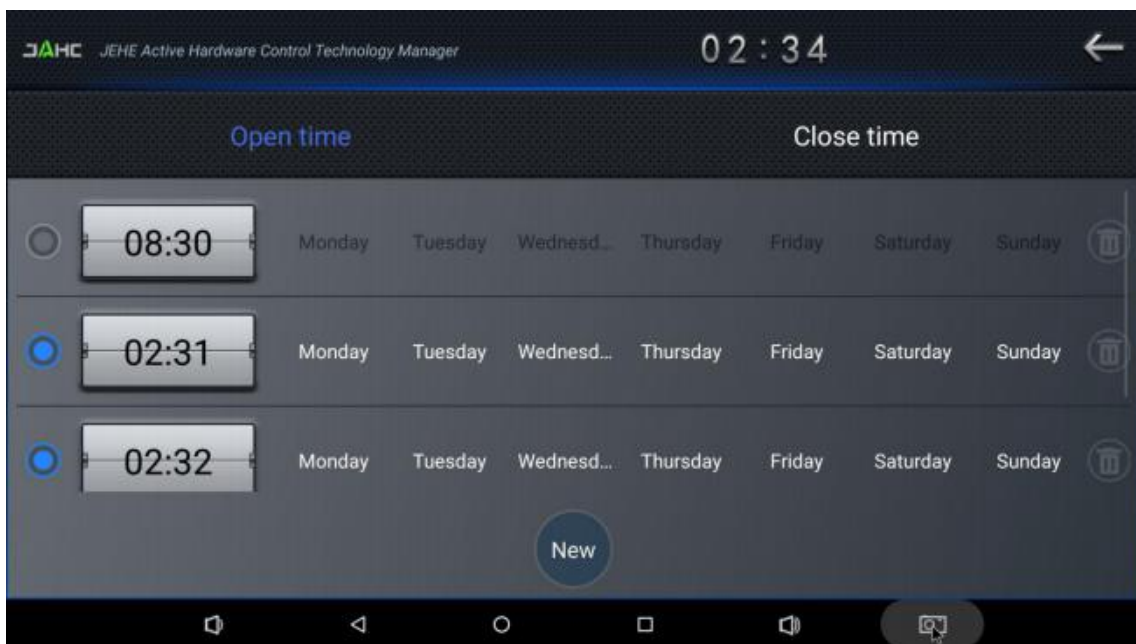 JAHC JEHE Active Hardware Control Technology Manager 02:34
Open time Close time
08:30 Monday Tuesday Wednesd... Thursday Friday Saturday Sunday
02:31 Monday Tuesday Wednesd... Thursday Friday Saturday Sunday
02:32 Monday Tuesday Wednesd... Thursday Friday Saturday Sunday
New